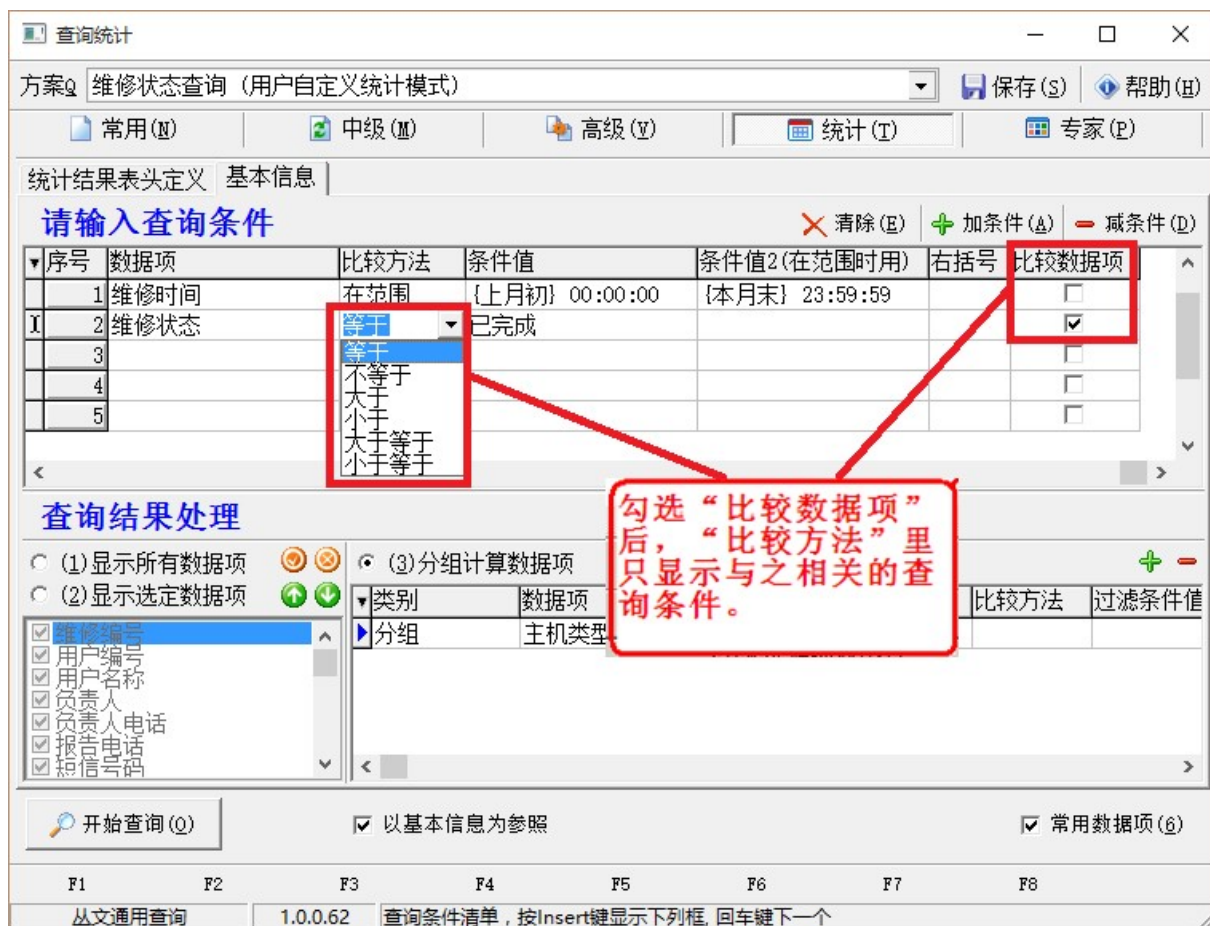 查询统计
方案Q 维修状态查询 (用户自定义统计模式) 保存(S) 帮助(H)
常用(N) 中级(M) 高级(V) 统计(T) 专家(P)
统计结果表头定义 基本信息
请输入查询条件 清除(E) 加条件(A) 减条件(D)
序号 数据项 比较方法 条件值 条件值2(在范围时用) 右括号 比较数据项
1 维修时间 在范围 {上月初} 00:00:00 {本月末} 23:59:59
2 维修状态 等于 已完成
3 等于
不等于
4 大于
小于
5 大于等于
小于等于
查询结果处理
勾选“比较数据项”
后，“比较方法”里
只显示与之相关的查
询条件。
(1)显示所有数据项 (3)分组计算数据项
(2)显示选定数据项
类别 数据项 比较方法 过滤条件值
分组 主机类型
维修编号
用户编号
用户名称
负责人
负责人电话
报告电话
短信号码
开始查询(O) 以基本信息为参照 常用数据项(6)
F1 F2 F3 F4 F5 F6 F7 F8
丛文通用查询 1.0.0.62 查询条件清单，按Insert键显示下列框, 回车键下一个